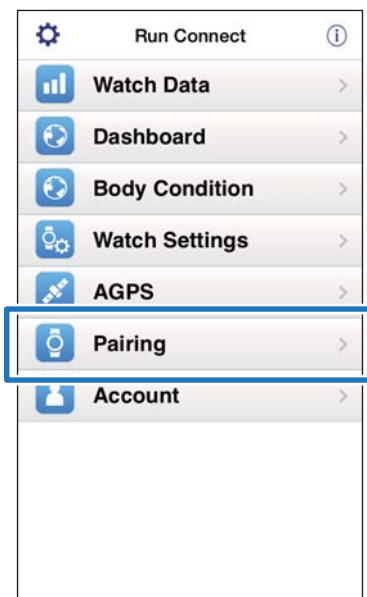 Run Connect
Watch Data
Dashboard
Body Condition
Watch Settings
AGPS
Pairing
Account